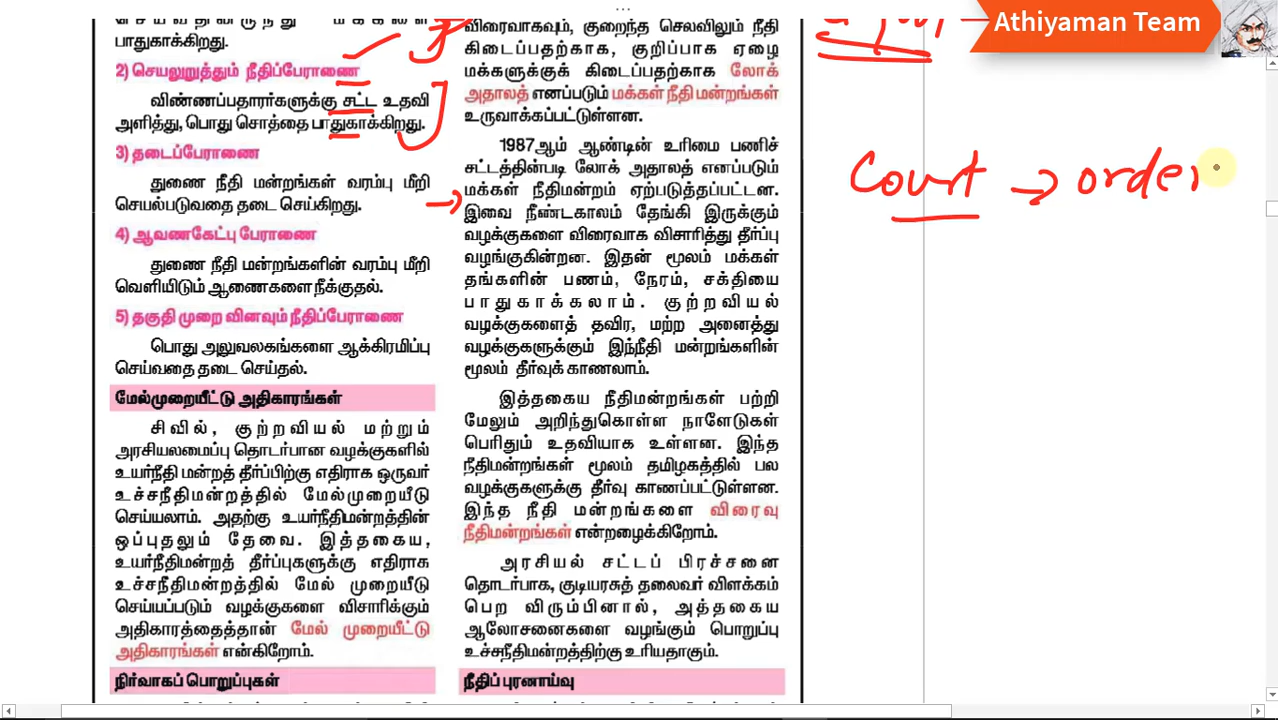 Athiyaman Team
பாதுகாக்கிறது.
2) செயலுறுத்தும் நீதிப்பேராணை
விண்ணப்பதாரர்களுக்கு சட்ட உதவி
அளித்து, பொது சொத்தை பாதுகாக்கிறது.
3) தடைப்பேராணை
துணை நீதி மன்றங்கள் வரம்பு மீறி
செயல்படுவதை தடை செய்கிறது.
4) ஆவணகேட்பு பேராணை
துணை நீதி மன்றங்களின் வரம்பு மீறி
வெளியிடும் ஆணைகளை நீக்குதல்.
5) தகுதி முறை வினவும் நீதிப்பேராணை
பொது அலுவலகங்களை ஆக்கிரமிப்பு
செய்வதை தடை செய்தல்.
மேல்முறையீட்டு அதிகாரங்கள்
சிவில், குற்றவியல் மற்றும்
அரசியலமைப்பு தொடர்பான வழக்குகளில்
உயர்நீதி மன்றத் தீர்ப்பிற்கு எதிராக ஒருவர்
உச்சநீதிமன்றத்தில் மேல்முறையீடு
செய்யலாம். அதற்கு உயர்நீதிமன்றத்தின்
ஒப்புதலும் தேவை. இத்தகைய,
உயர்நீதிமன்றத் தீர்ப்புகளுக்கு எதிராக
உச்சநீதிமன்றத்தில் மேல் முறையீடு
செய்யப்படும் வழக்குகளை விசாரிக்கும்
அதிகாரத்தைத்தான் மேல் முறையீட்டு
அதிகாரங்கள் என்கிறோம்.
நிர்வாகப் பொறுப்புகள்
விரைவாகவும், குறைந்த செலவிலும் நீதி
கிடைப்பதற்காக, குறிப்பாக ஏழை
மக்களுக்குக் கிடைப்பதற்காக லோக்
அதாலத் எனப்படும் மக்கள் நீதி மன்றங்கள்
உருவாக்கப்பட்டுள்ளன.
1987ஆம் ஆண்டின் உரிமை பணிச்
சட்டத்தின்படி லோக் அதாலத் எனப்படும்
மக்கள் நீதிமன்றம் ஏற்படுத்தப்பட்டன.
இவை நீண்டகாலம் தேங்கி இருக்கும்
வழக்குகளை விரைவாக விசாரித்து தீர்ப்பு
வழங்குகின்றன. இதன் மூலம் மக்கள்
தங்களின் பணம், நேரம், சக்தியை
பாதுகாக்கலாம். குற்றவியல்
வழக்குகளைத் தவிர, மற்ற அனைத்து
வழக்குகளுக்கும் இந்நீதி மன்றங்களின்
மூலம் தீர்வுக் காணலாம்.
இத்தகைய நீதிமன்றங்கள் பற்றி
மேலும் அறிந்துகொள்ள நாளேடுகள்
பெரிதும் உதவியாக உள்ளன. இந்த
நீதிமன்றங்கள் மூலம் தமிழகத்தில் பல
வழக்குகளுக்கு தீர்வு காணப்பட்டுள்ளன.
இந்த நீதி மன்றங்களை விரைவு
நீதிமன்றங்கள் என்றழைக்கிறோம்.
அரசியல் சட்டப் பிரச்சனை
தொடர்பாக, குடியரசுத் தலைவர் விளக்கம்
பெற விரும்பினால், அத்தகைய
ஆலோசனைகளை வழங்கும் பொறுப்பு
உச்சநீதிமன்றத்திற்கு உரியதாகும்.
நீதிப் புரனாய்வு
Court → order